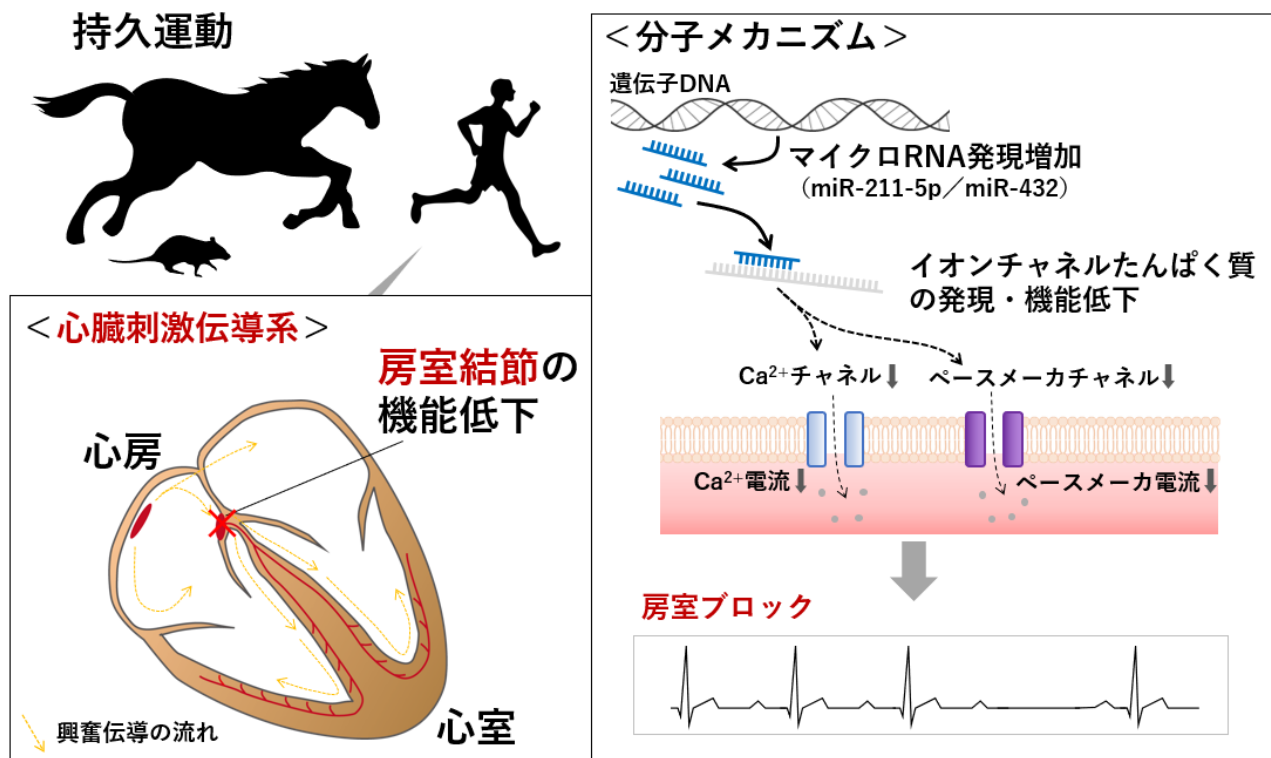 持久運動
＜心臓刺激伝導系＞
房室結節の
機能低下
心房
心室
興奮伝導の流れ
＜分子メカニズム＞
遺伝子DNA
マイクロRNA発現増加
（miR-211-5p／miR-432）
イオンチャネルたんぱく質
の発現・機能低下
Ca²⁺チャネル
ペースメーカチャネル
Ca²⁺電流
ペースメーカ電流
房室ブロック